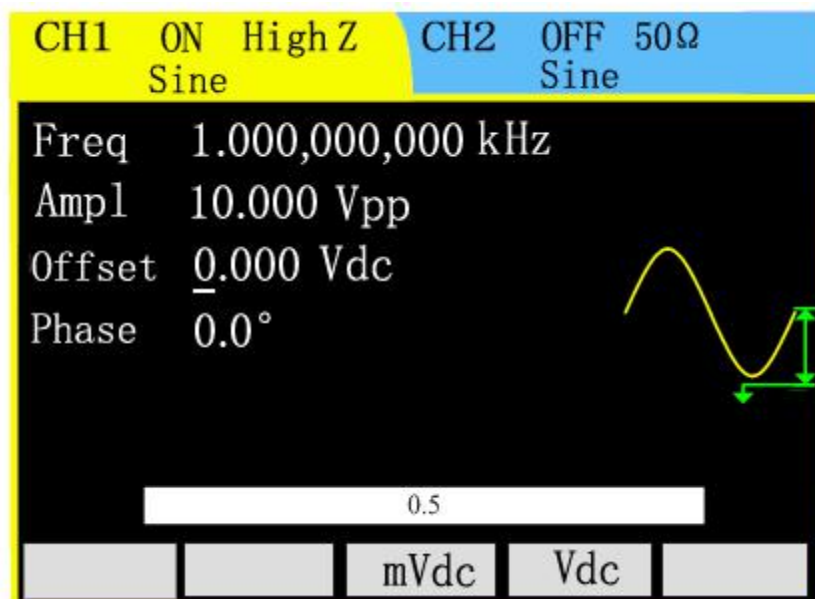 CH1 ON High Z CH2 OFF 50Ω
Sine Sine
Freq 1.000,000,000 kHz
Ampl 10.000 Vpp
Offset 0.000 Vdc
Phase 0.0°
0.5
mVdc Vdc